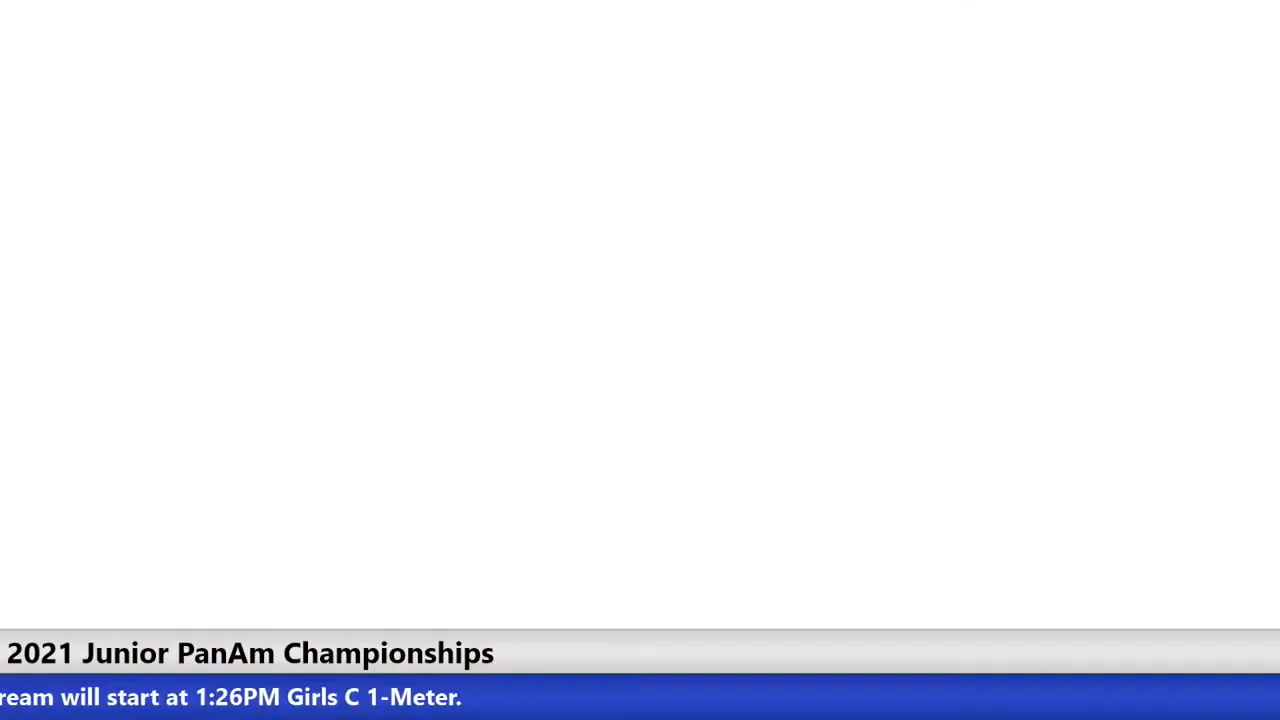 2021 Junior PanAm Championships
ream will start at 1:26PM Girls C 1-Meter.